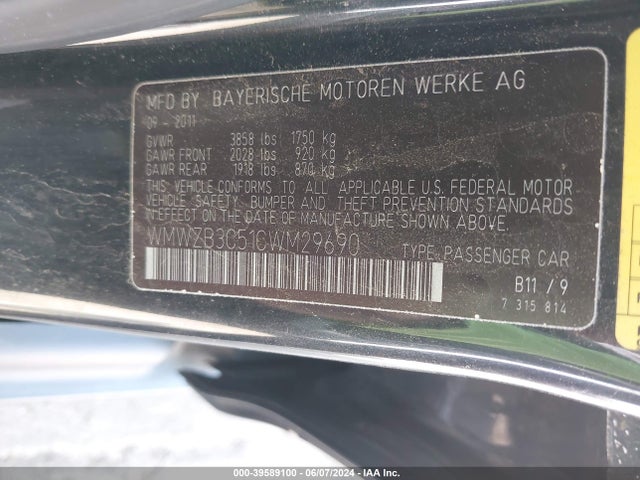 MFD BY BAYERISCHE MOTOREN WERKE AG
09 - 2011
GVWR 3858 lbs 1750 kg
GAWR FRONT 2028 lbs 920 kg
GAWR REAR 1918 lbs 870 kg
THIS VEHICLE CONFORMS TO ALL APPLICABLE U.S. FEDERAL MOTOR
VEHICLE SAFETY, BUMPER AND THEFT PREVENTION STANDARDS
IN EFFECT ON THE DATE OF MANUFACTURE SHOWN ABOVE.
WMWZB3C51CWM29690 TYPE: PASSENGER CAR
B11 / 9
7 315 814
000-39589100 - 06/07/2024 - IAA Inc.